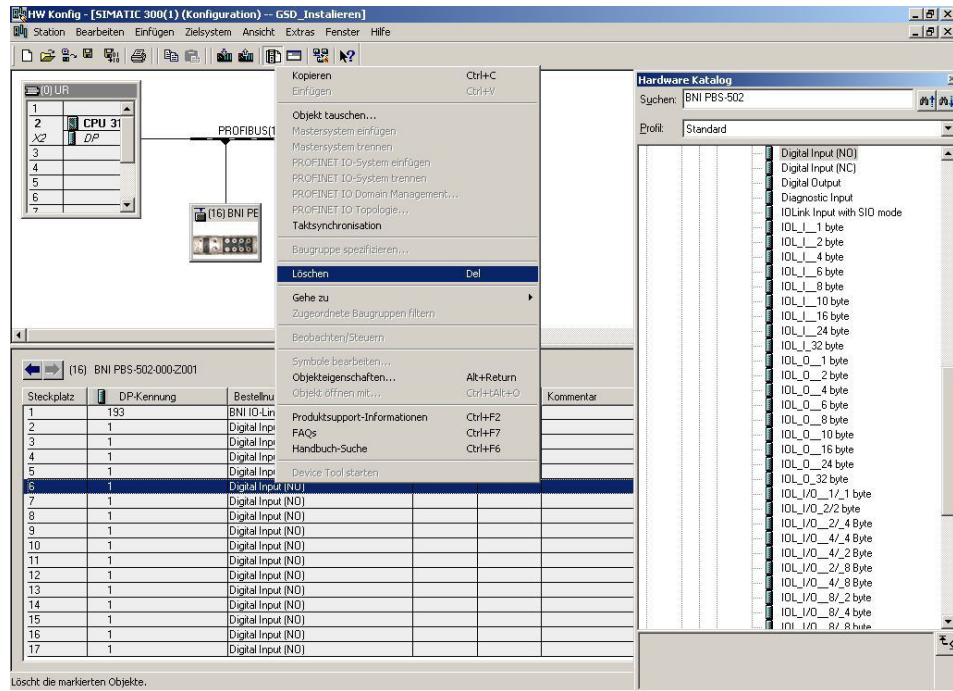 HW Konfig - [SIMATIC 300(1) (Konfiguration) -- GSD_Instalieren]
Station Bearbeiten Einfügen Zielsystem Ansicht Extras Fenster Hilfe
(0) UR
1
2 CPU 31
X2 DP
3
4
5
6
7
PROFIBUS(1
(16) BNI PE
Kopieren Ctrl+C
Einfügen Ctrl+V
Objekt tauschen...
Mastersystem einfügen
Mastersystem trennen
PROFINET IO-System einfügen
PROFINET IO-System trennen
PROFINET IO Domain Management...
PROFINET IO Topologie...
Taktsynchronisation
Baugruppe spezifizieren...
Löschen Del
Gehe zu
Zugeordnete Baugruppen filtern
Beobachten/Steuern
Symbole bearbeiten...
Objekteigenschaften... Alt+Return
Objekt öffnen mit... Ctrl+Alt+O
Produktsupport-Informationen Ctrl+F2
FAQs Ctrl+F7
Handbuch-Suche Ctrl+F6
Device Tool starten
Hardware Katalog
Suchen: BNI PBS-502
Profil: Standard
Digital Input (NO)
Digital Input (NC)
Digital Output
Diagnostic Input
IOLink Input with SIO mode
IOL_I__1 byte
IOL_I__2 byte
IOL_I__4 byte
IOL_I__6 byte
IOL_I__8 byte
IOL_I__10 byte
IOL_I__16 byte
IOL_I__24 byte
IOL_I_32 byte
IOL_O__1 byte
IOL_O__2 byte
IOL_O__4 byte
IOL_O__6 byte
IOL_O__8 byte
IOL_O__10 byte
IOL_O__16 byte
IOL_O__24 byte
IOL_O_32 byte
IOL_I/O__1/_1 byte
IOL_I/O_2/2 byte
IOL_I/O__2/_4 Byte
IOL_I/O__4/_4 Byte
IOL_I/O__4/_2 Byte
IOL_I/O__2/_8 Byte
IOL_I/O__4/_8 Byte
IOL_I/O__8/_2 byte
IOL_I/O__8/_4 byte
IOL_I/O__8/_8 byte
(16) BNI PBS-502-000-Z001
Steckplatz DP-Kennung Bestellnu Kommentar
1 193 BNI IO-Lin
2 1 Digital Inp
3 1 Digital Inp
4 1 Digital Inp
5 1 Digital Inp
6 1 Digital Input (NO)
7 1 Digital Input (NO)
8 1 Digital Input (NO)
9 1 Digital Input (NO)
10 1 Digital Input (NO)
11 1 Digital Input (NO)
12 1 Digital Input (NO)
13 1 Digital Input (NO)
14 1 Digital Input (NO)
15 1 Digital Input (NO)
16 1 Digital Input (NO)
17 1 Digital Input (NO)
Löscht die markierten Objekte.